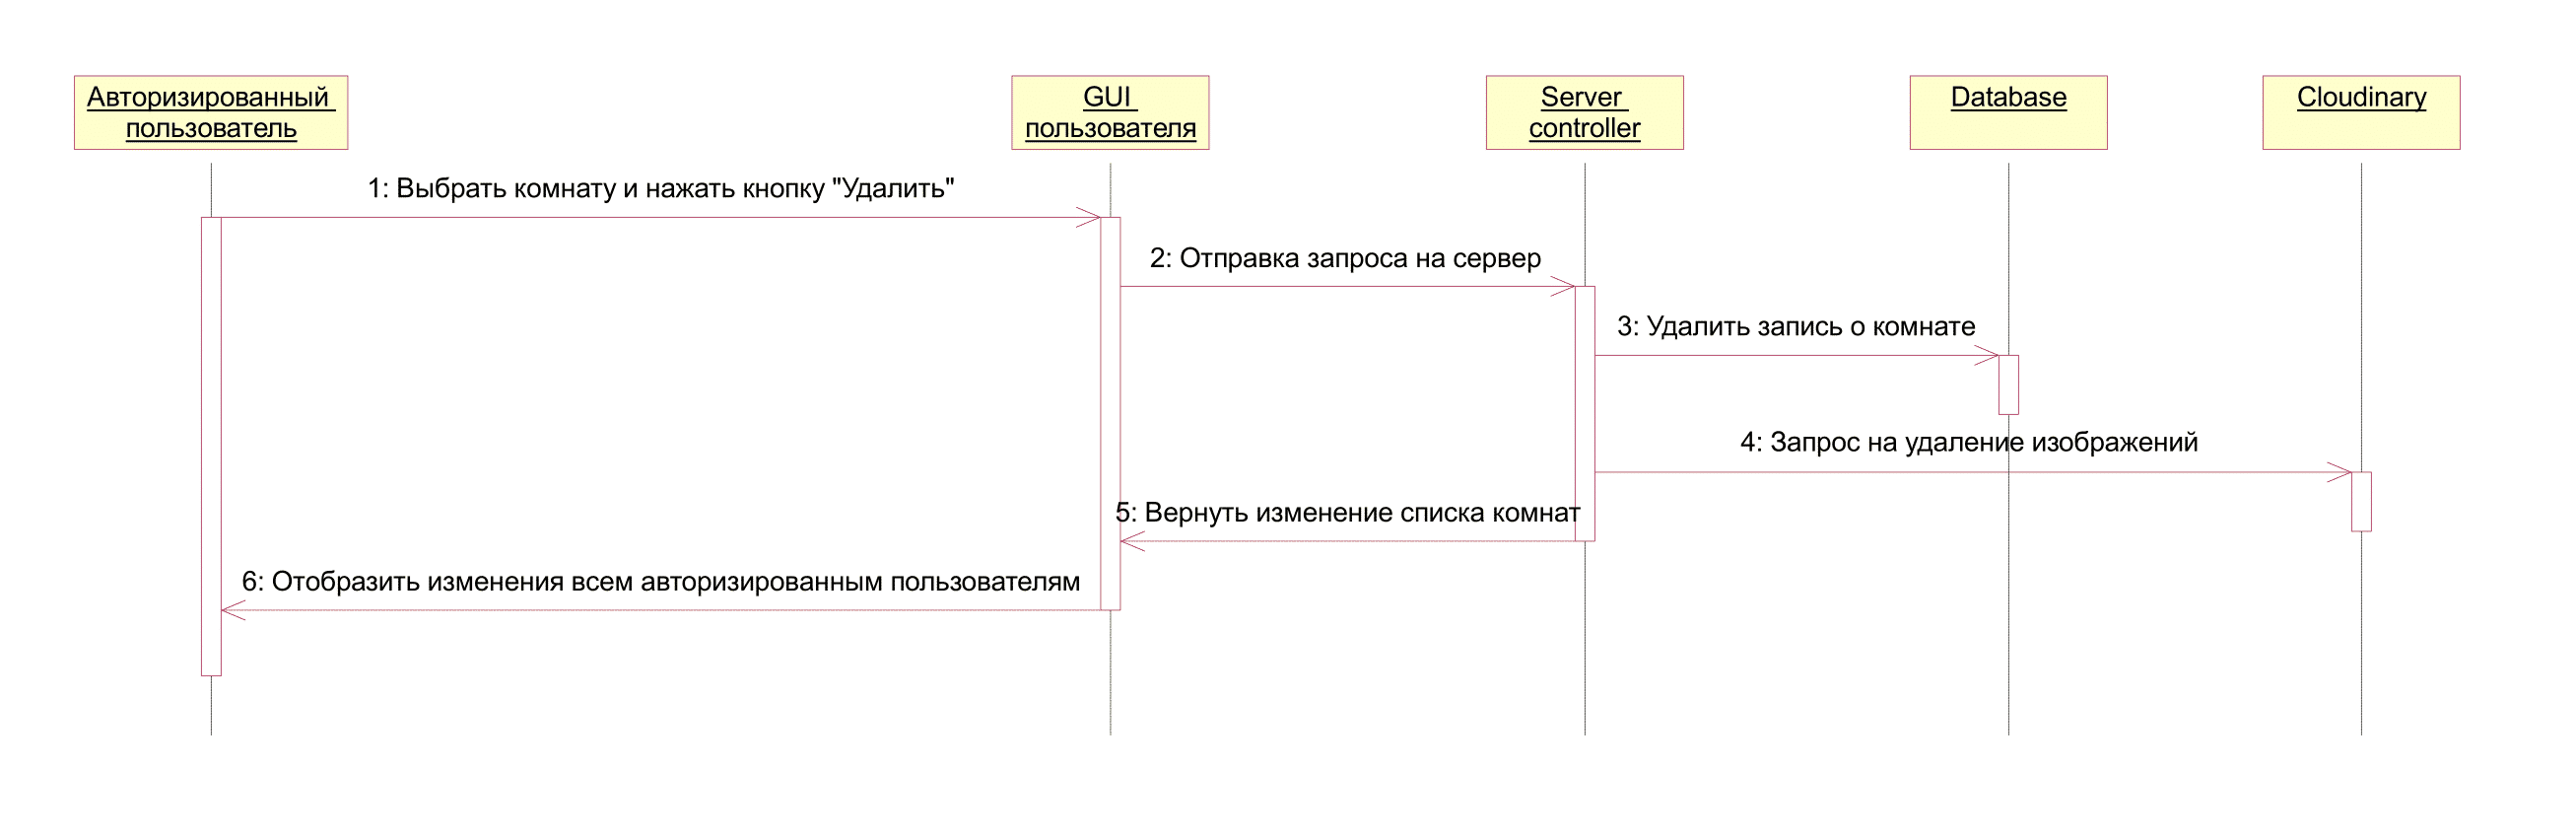 Авторизированный
пользователь
GUI
пользователя
Server
controller
Database
Cloudinary
1: Выбрать комнату и нажать кнопку "Удалить"
2: Отправка запроса на сервер
3: Удалить запись о комнате
4: Запрос на удаление изображений
5: Вернуть изменение списка комнат
6: Отобразить изменения всем авторизированным пользователям